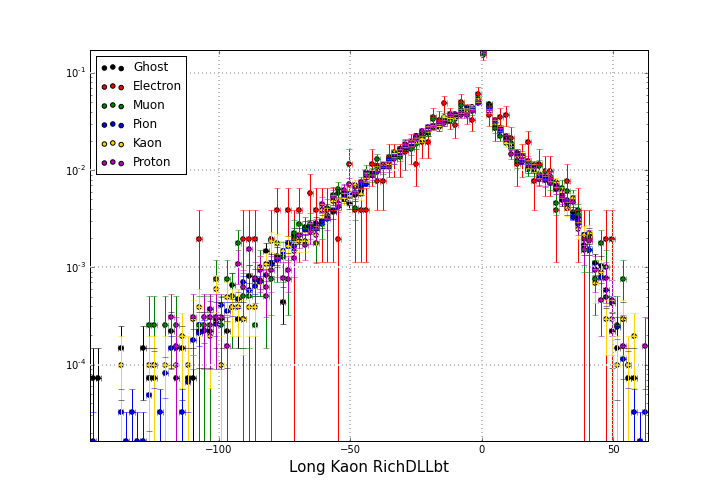 10^-1
10^-2
10^-3
10^-4
Ghost
Electron
Muon
Pion
Kaon
Proton
−100 −50 0 50
Long Kaon RichDLLbt